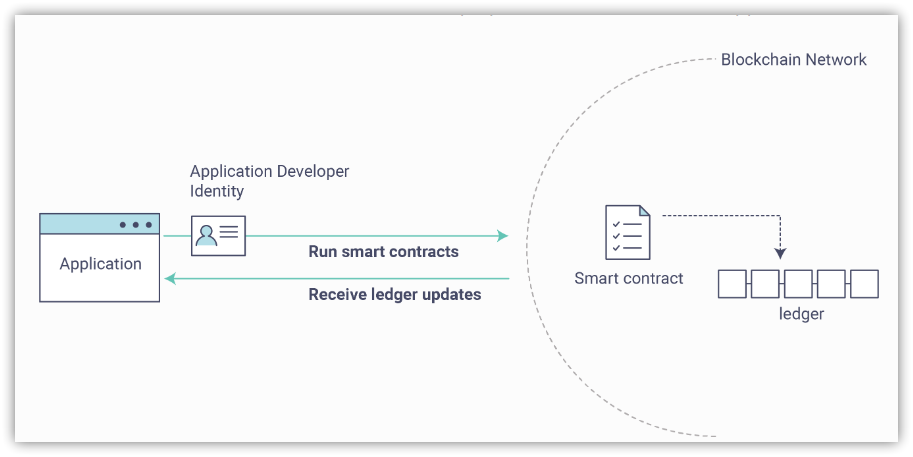 Blockchain Network
Application Developer
Identity
Application
Run smart contracts
Receive ledger updates
Smart contract
ledger